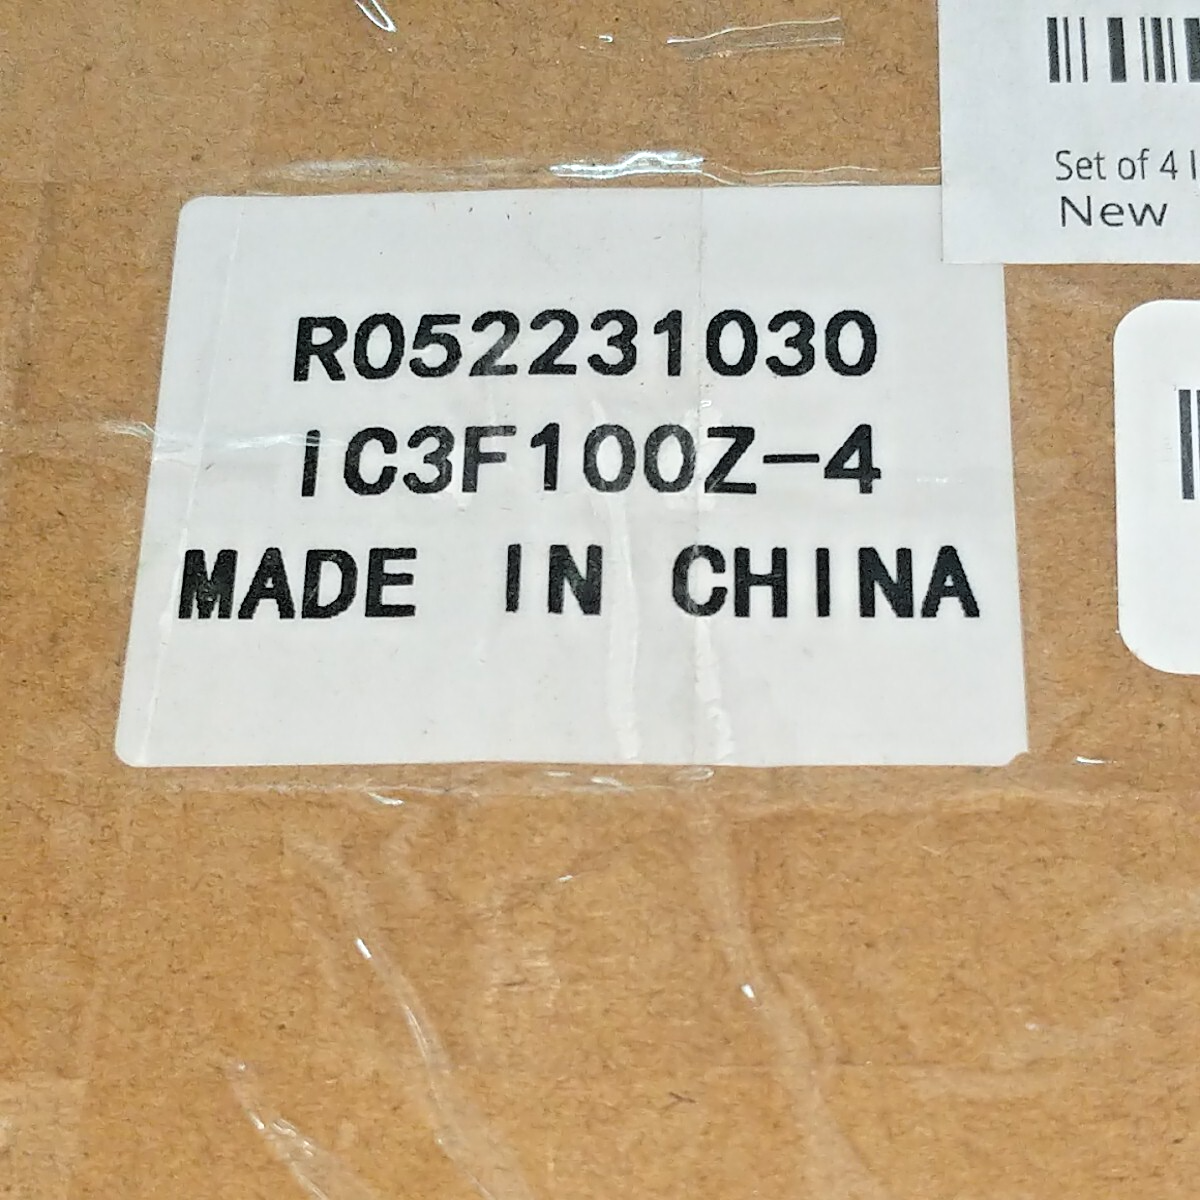 Set of 4
New
R052231030
IC3F100Z-4
MADE IN CHINA